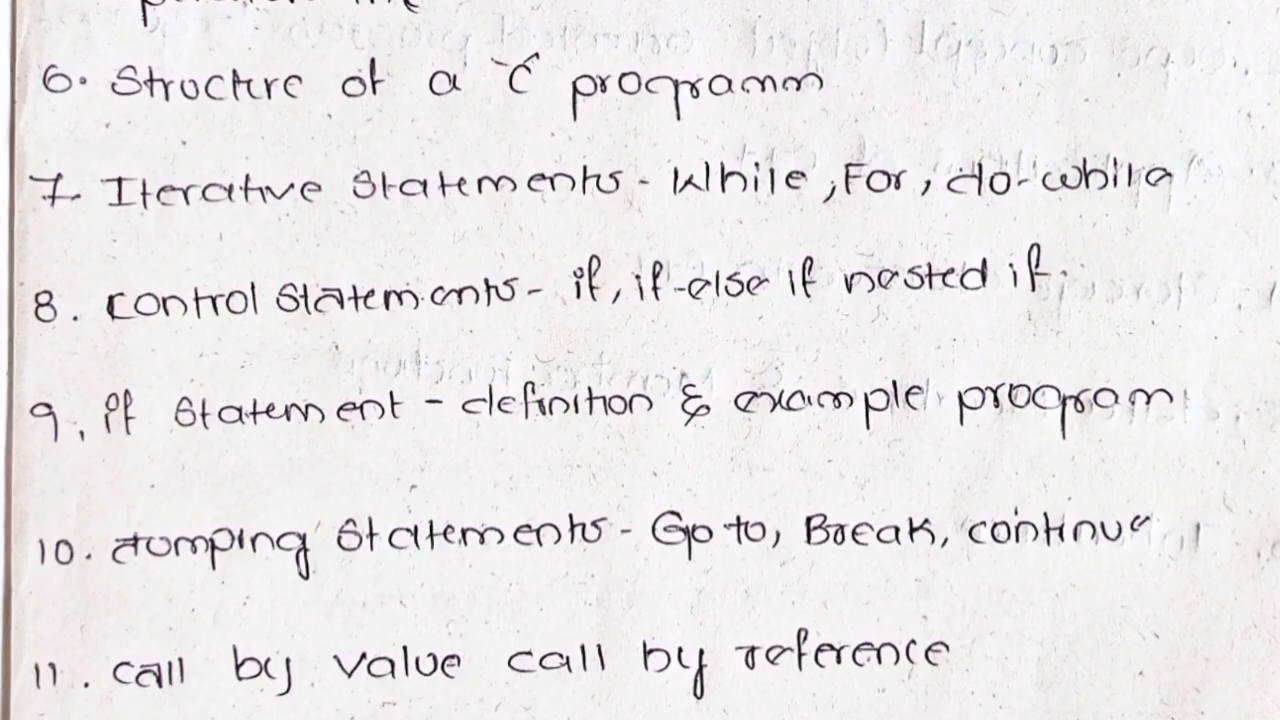 6. Structure of a 'C' programm
7. Iterative Statements - While, For, do-while
8. control Statements - if, if-else if nested if.
9. if Statement - definition & example program
10. Jumping Statements - Go to, Break, continue
11. call by value call by reference